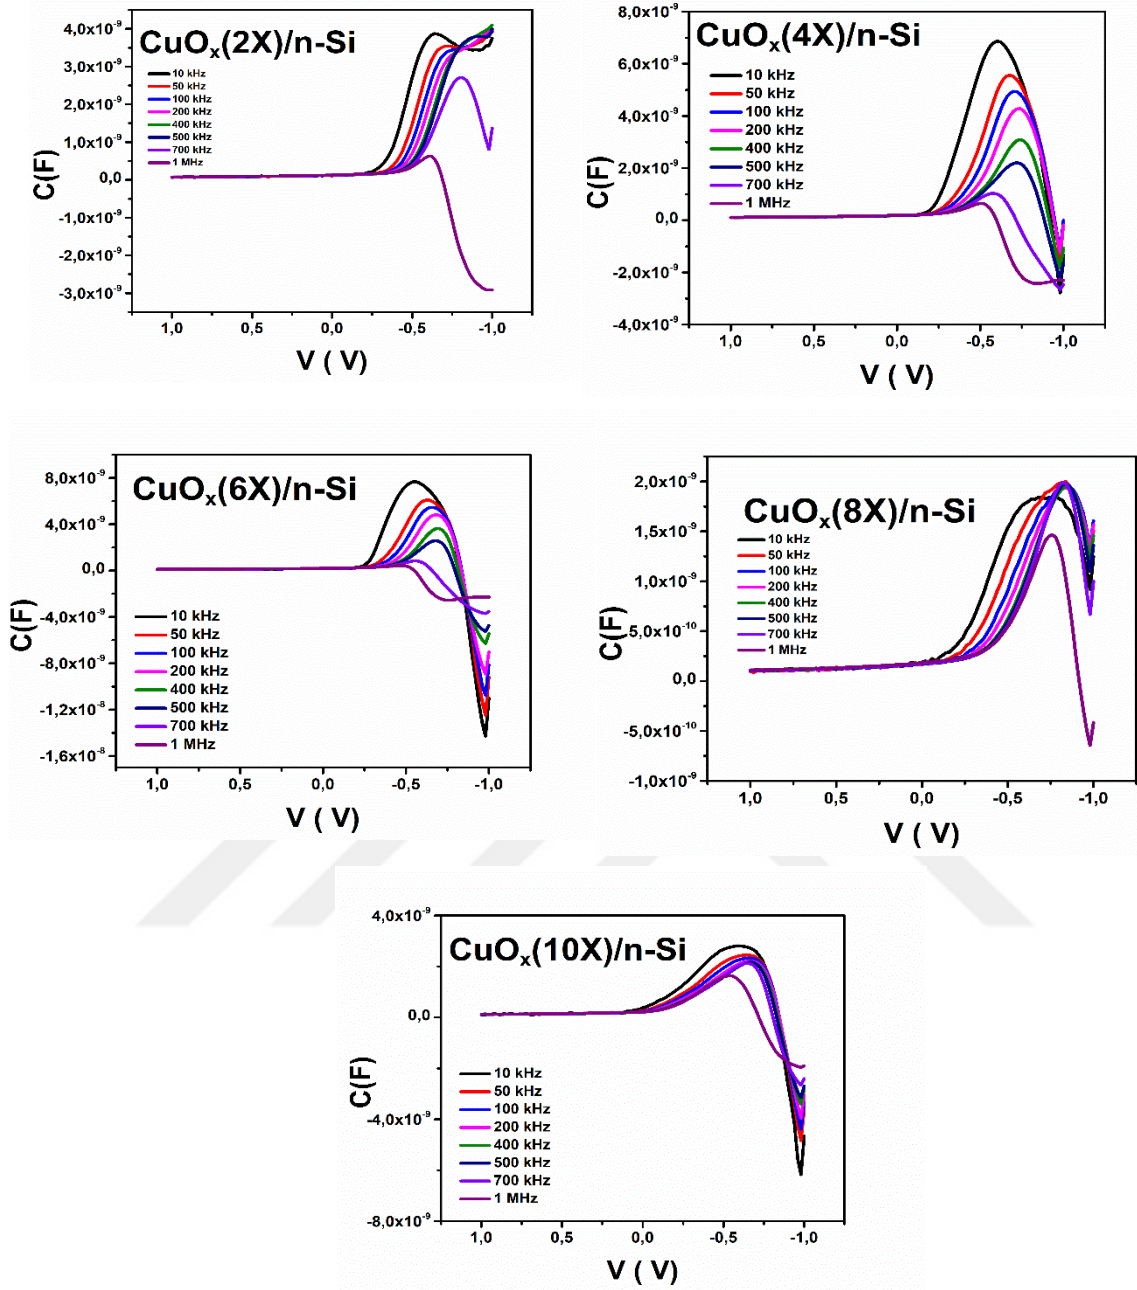 CuOx(2X)/n-Si
10 kHz
50 kHz
100 kHz
200 kHz
400 kHz
500 kHz
700 kHz
1 MHz
4,0x10-9
3,0x10-9
2,0x10-9
1,0x10-9
0,0
-1,0x10-9
-2,0x10-9
-3,0x10-9
C(F)
1,0 0,5 0,0 -0,5 -1,0
V ( V)
CuOx(4X)/n-Si
10 kHz
50 kHz
100 kHz
200 kHz
400 kHz
500 kHz
700 kHz
1 MHz
8,0x10-9
6,0x10-9
4,0x10-9
2,0x10-9
0,0
-2,0x10-9
-4,0x10-9
C(F)
1,0 0,5 0,0 -0,5 -1,0
V ( V)
CuOx(6X)/n-Si
8,0x10-9
4,0x10-9
0,0
-4,0x10-9
-8,0x10-9
-1,2x10-8
-1,6x10-8
C(F)
10 kHz
50 kHz
100 kHz
200 kHz
400 kHz
500 kHz
700 kHz
1 MHz
1,0 0,5 0,0 -0,5 -1,0
V ( V)
CuOx(8X)/n-Si
10 kHz
50 kHz
100 kHz
200 kHz
400 kHz
500 kHz
700 kHz
1 MHz
2,0x10-9
1,5x10-9
1,0x10-9
5,0x10-10
0,0
-5,0x10-10
-1,0x10-9
C(F)
1,0 0,0 -0,5 -1,0
V ( V)
CuOx(10X)/n-Si
4,0x10-9
0,0
-4,0x10-9
-8,0x10-9
C(F)
10 kHz
50 kHz
100 kHz
200 kHz
400 kHz
500 kHz
700 kHz
1 MHz
1,0 0,5 0,0 -0,5 -1,0
V ( V)